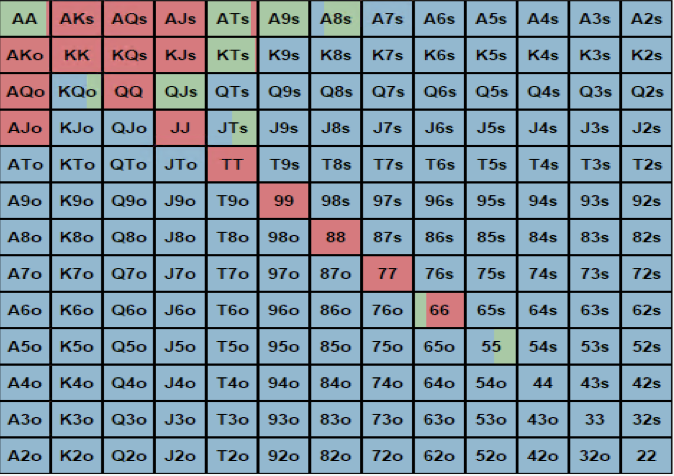 AA AKs AQs AJs ATs A9s A8s A7s A6s A5s A4s A3s A2s
AKo KK KQs KJs KTs K9s K8s K7s K6s K5s K4s K3s K2s
AQo KQo QQ QJs QTs Q9s Q8s Q7s Q6s Q5s Q4s Q3s Q2s
AJo KJo QJo JJ JTs J9s J8s J7s J6s J5s J4s J3s J2s
ATo KTo QTo JTo TT T9s T8s T7s T6s T5s T4s T3s T2s
A9o K9o Q9o J9o T9o 99 98s 97s 96s 95s 94s 93s 92s
A8o K8o Q8o J8o T8o 98o 88 87s 86s 85s 84s 83s 82s
A7o K7o Q7o J7o T7o 97o 87o 77 76s 75s 74s 73s 72s
A6o K6o Q6o J6o T6o 96o 86o 76o 66 65s 64s 63s 62s
A5o K5o Q5o J5o T5o 95o 85o 75o 65o 55 54s 53s 52s
A4o K4o Q4o J4o T4o 94o 84o 74o 64o 54o 44 43s 42s
A3o K3o Q3o J3o T3o 93o 83o 73o 63o 53o 43o 33 32s
A2o K2o Q2o J2o T2o 92o 82o 72o 62o 52o 42o 32o 22